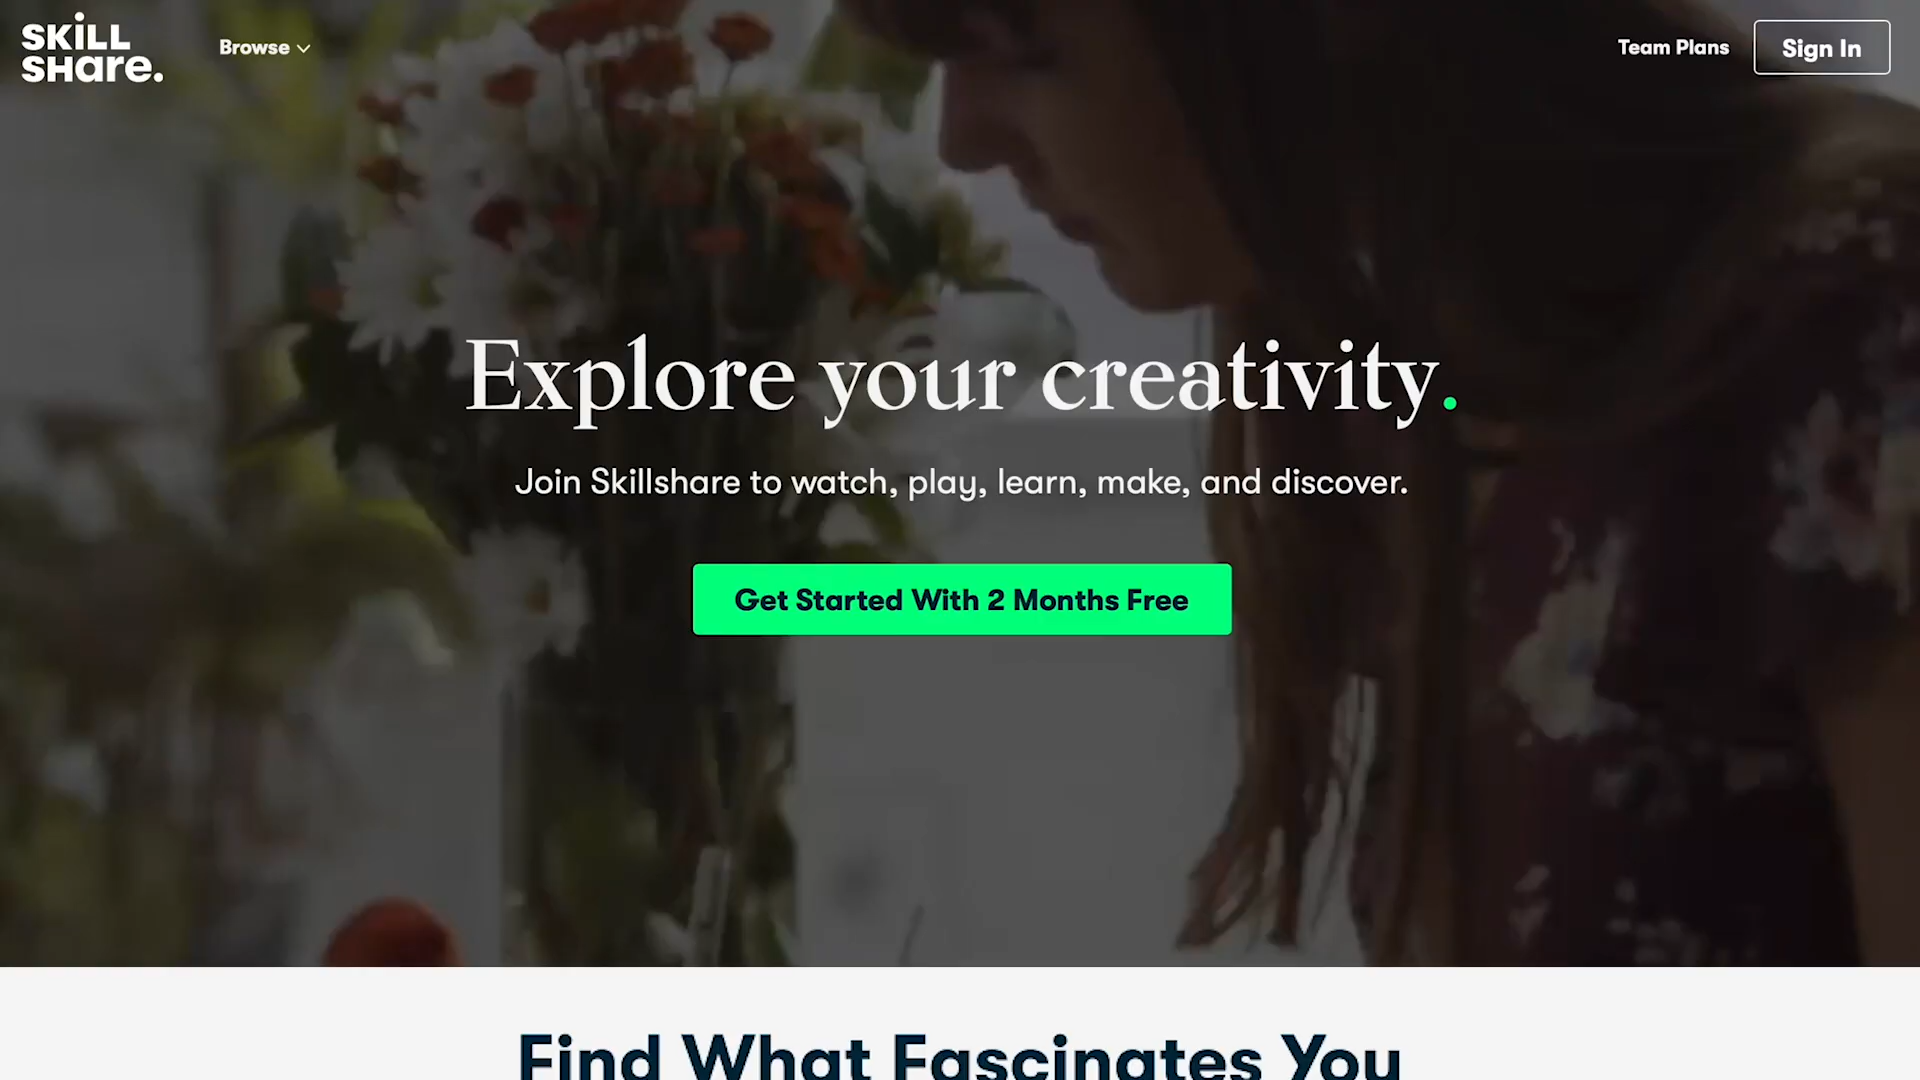 SKiLL
SHare.
Browse
Team Plans
Sign In
Explore your creativity.
Join Skillshare to watch, play, learn, make, and discover.
Get Started With 2 Months Free
Find What Fascinates You